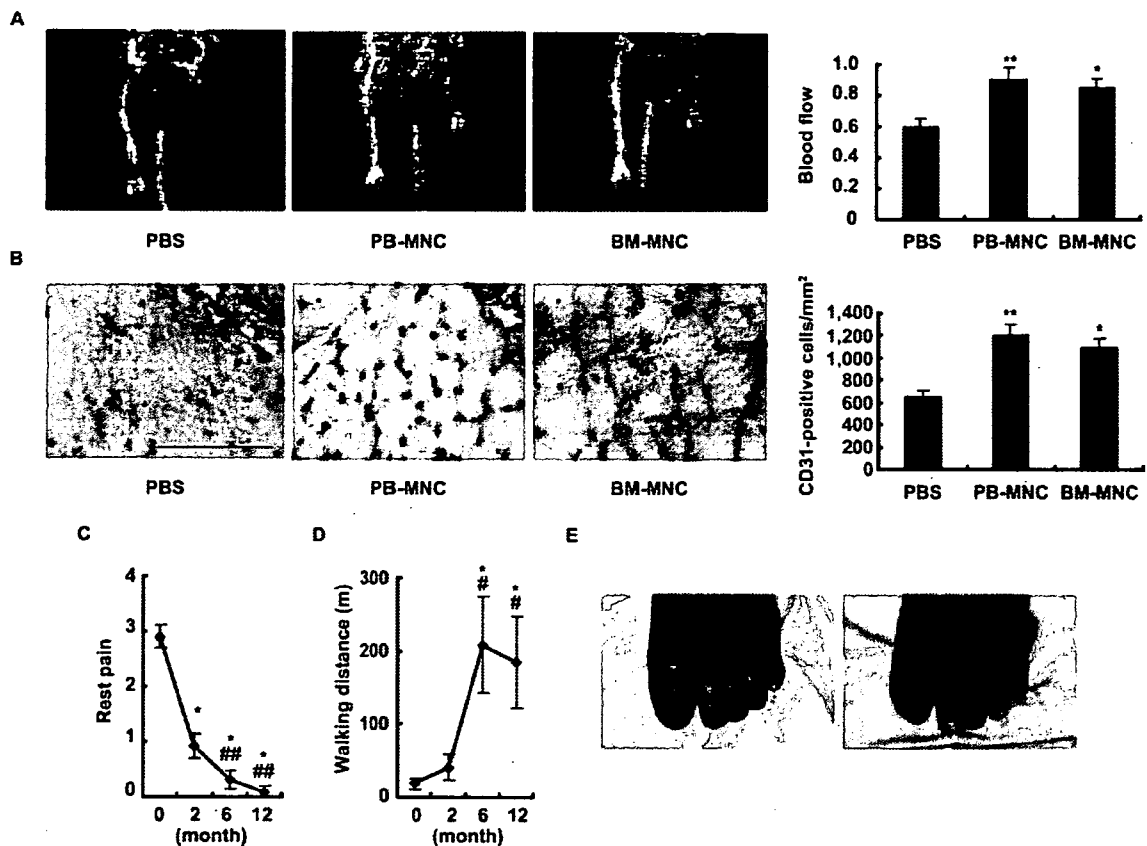 A
PBS
PB-MNC
BM-MNC
Blood flow
1.0
0.8
0.6
0.4
0.2
0
**
*
PBS
PB-MNC
BM-MNC
B
PBS
PB-MNC
BM-MNC
CD31-positive cells/mm²
1,400
1,200
1,000
800
600
400
200
0
**
*
PBS
PB-MNC
BM-MNC
C
Rest pain
4
3
2
1
0
*
*
##
*
##
0 2 6 12
(month)
D
Walking distance (m)
300
200
100
0
*
#
*
#
0 2 6 12
(month)
E